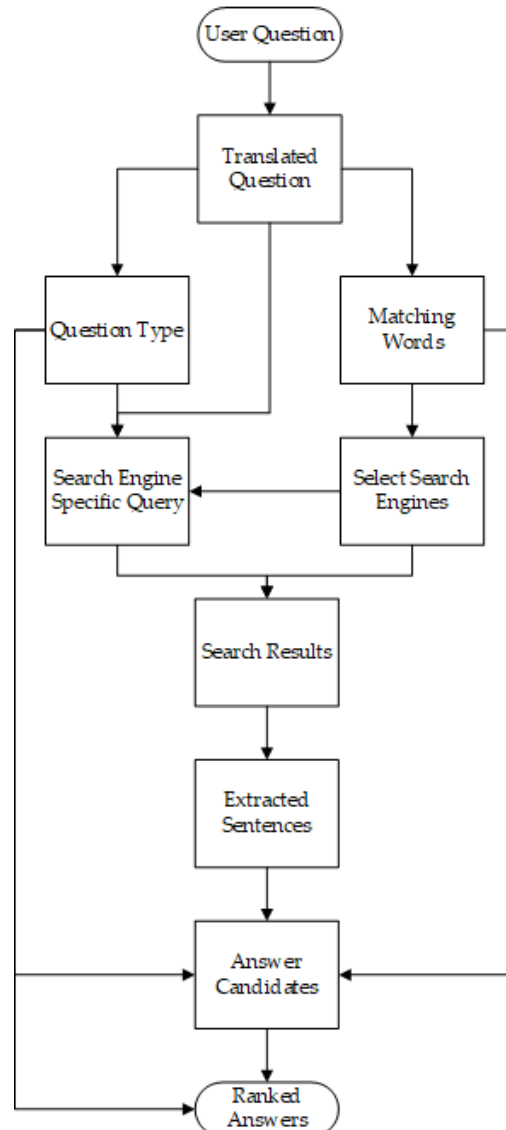 User Question
Translated
Question
Question Type
Matching
Words
Search Engine
Specific Query
Select Search
Engines
Search Results
Extracted
Sentences
Answer
Candidates
Ranked
Answers